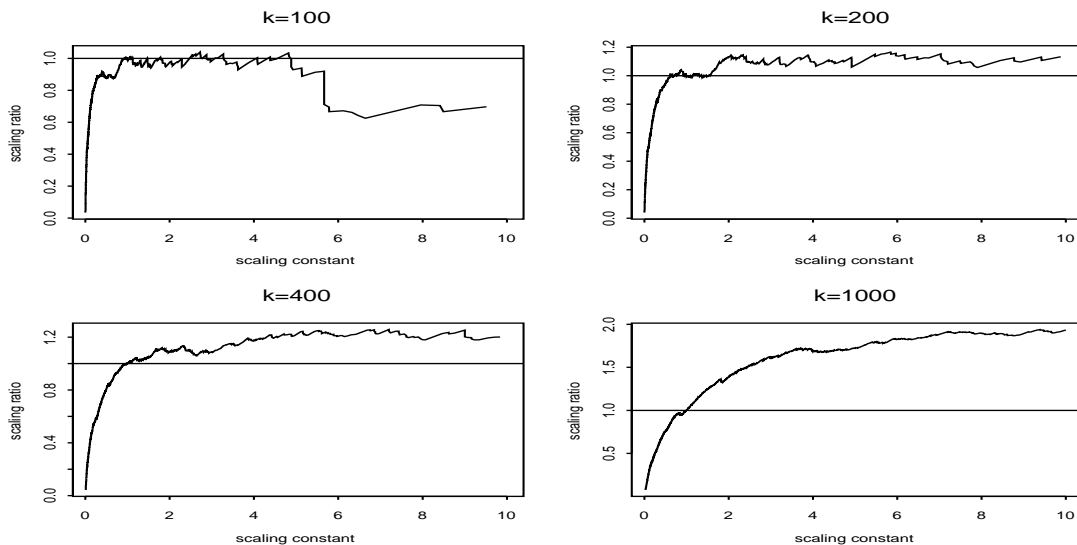 k=100
scaling ratio
0.0 0.2 0.4 0.6 0.8 1.0
0 2 4 6 8 10
scaling constant
k=200
scaling ratio
0.0 0.2 0.4 0.6 0.8 1.0 1.2
0 2 4 6 8 10
scaling constant
k=400
scaling ratio
0.0 0.4 0.8 1.2
0 2 4 6 8 10
scaling constant
k=1000
scaling ratio
0.5 1.0 1.5 2.0
0 2 4 6 8 10
scaling constant